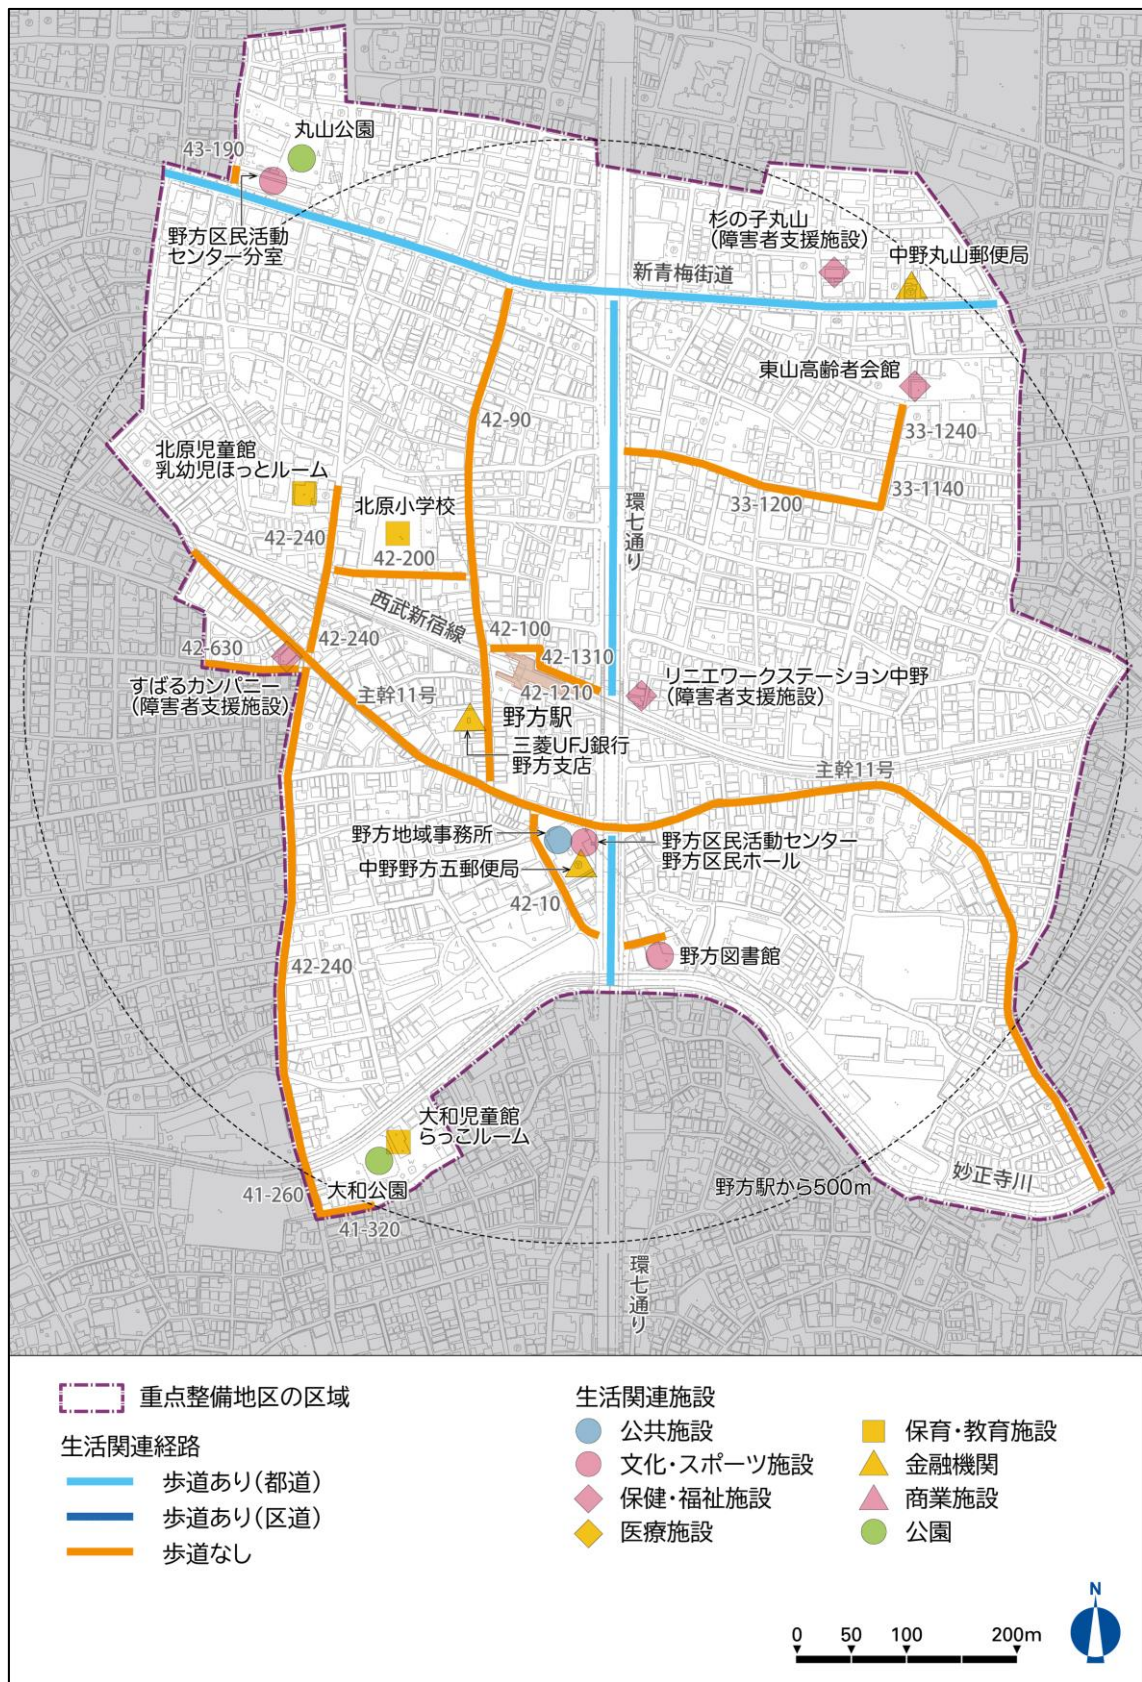 丸山公園
43-190
野方区民活動
センター分室
杉の子丸山
(障害者支援施設)
中野丸山郵便局
新青梅街道
東山高齢者会館
42-90
33-1240
北原児童館
乳幼児ほっとルーム
北原小学校
33-1140
33-1200
環七通り
42-240
42-200
西武新宿線
42-100
42-240
42-1310
42-630
リニエワークステーション中野
(障害者支援施設)
42-1210
すばるカンパニー
(障害者支援施設)
主幹11号
野方駅
三菱UFJ銀行
野方支店
主幹11号
野方地域事務所
野方区民活動センター
野方区民ホール
中野野方五郵便局
42-10
野方図書館
42-240
大和児童館
らっこルーム
大和公園
野方駅から500m
妙正寺川
41-260
41-320
環七通り
重点整備地区の区域
生活関連経路
歩道あり(都道)
歩道あり(区道)
歩道なし
生活関連施設
公共施設
文化・スポーツ施設
保健・福祉施設
医療施設
保育・教育施設
金融機関
商業施設
公園
N
0 50 100 200m